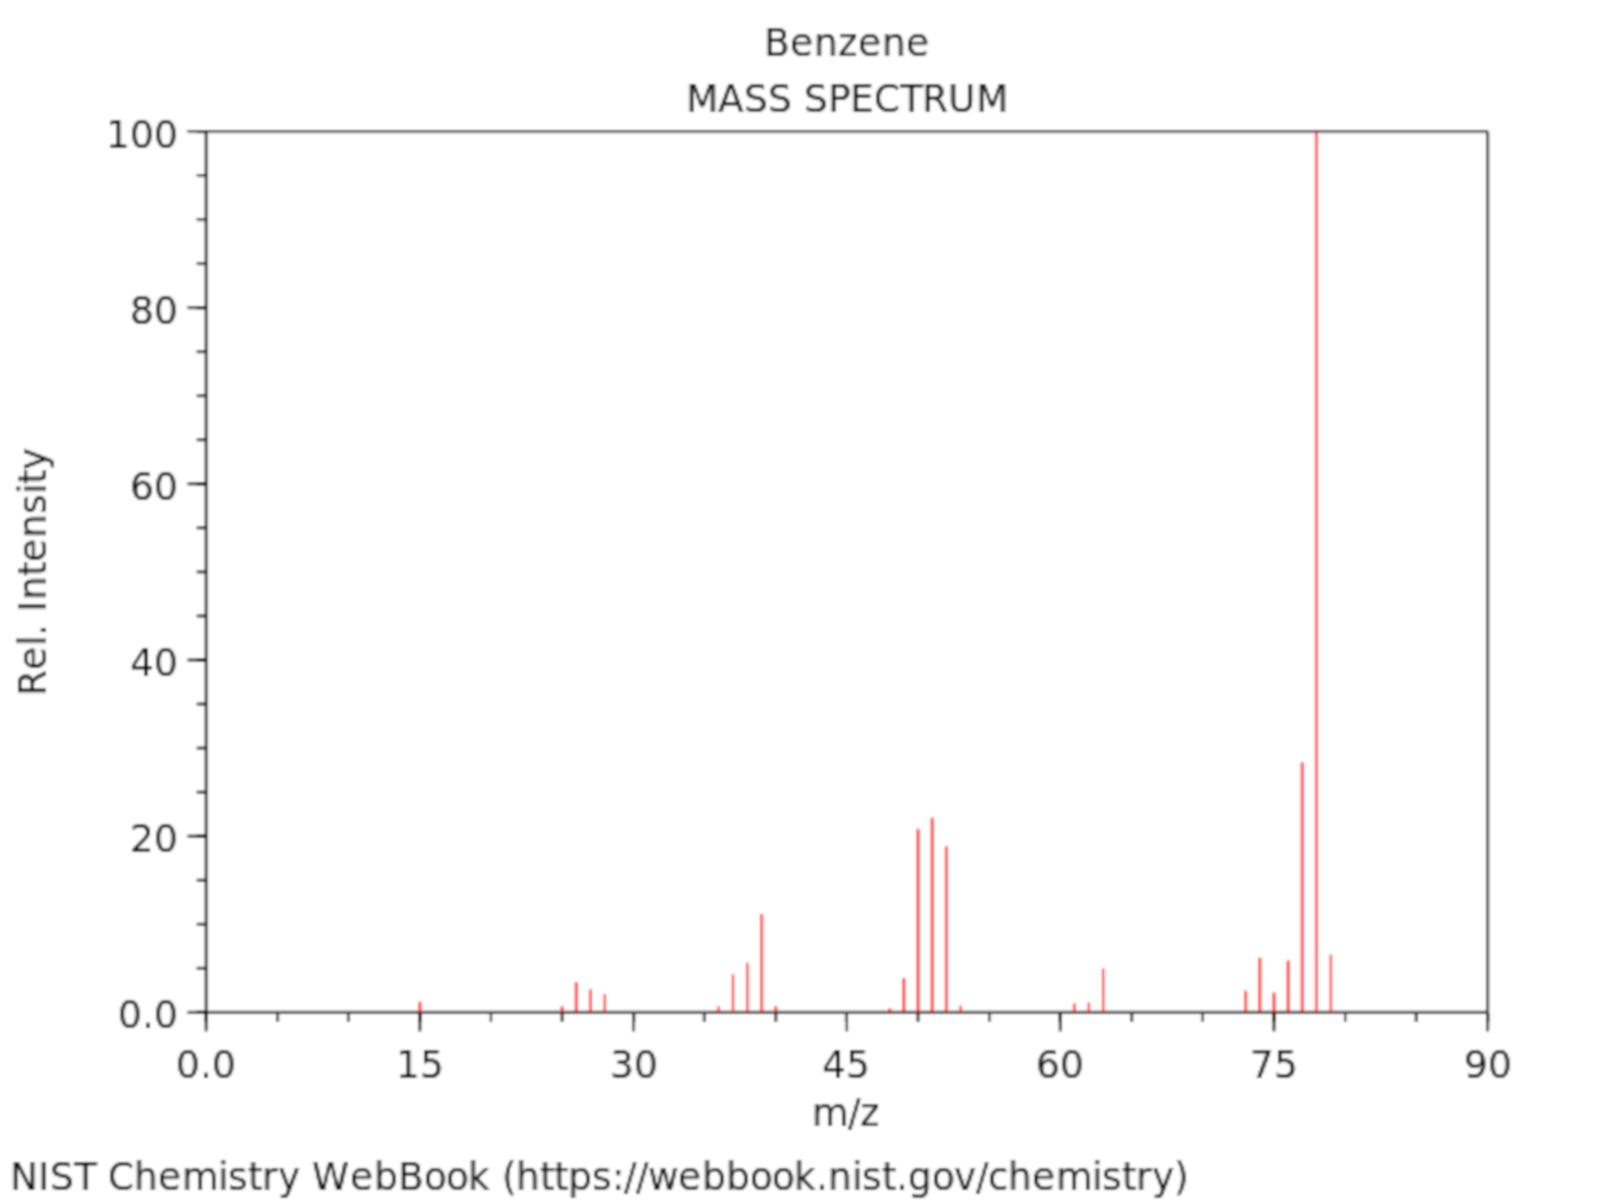 Benzene
MASS SPECTRUM
100
80
60
40
20
0.0
Rel. Intensity
0.0 15 30 45 60 75 90
m/z
NIST Chemistry WebBook (https://webbook.nist.gov/chemistry)